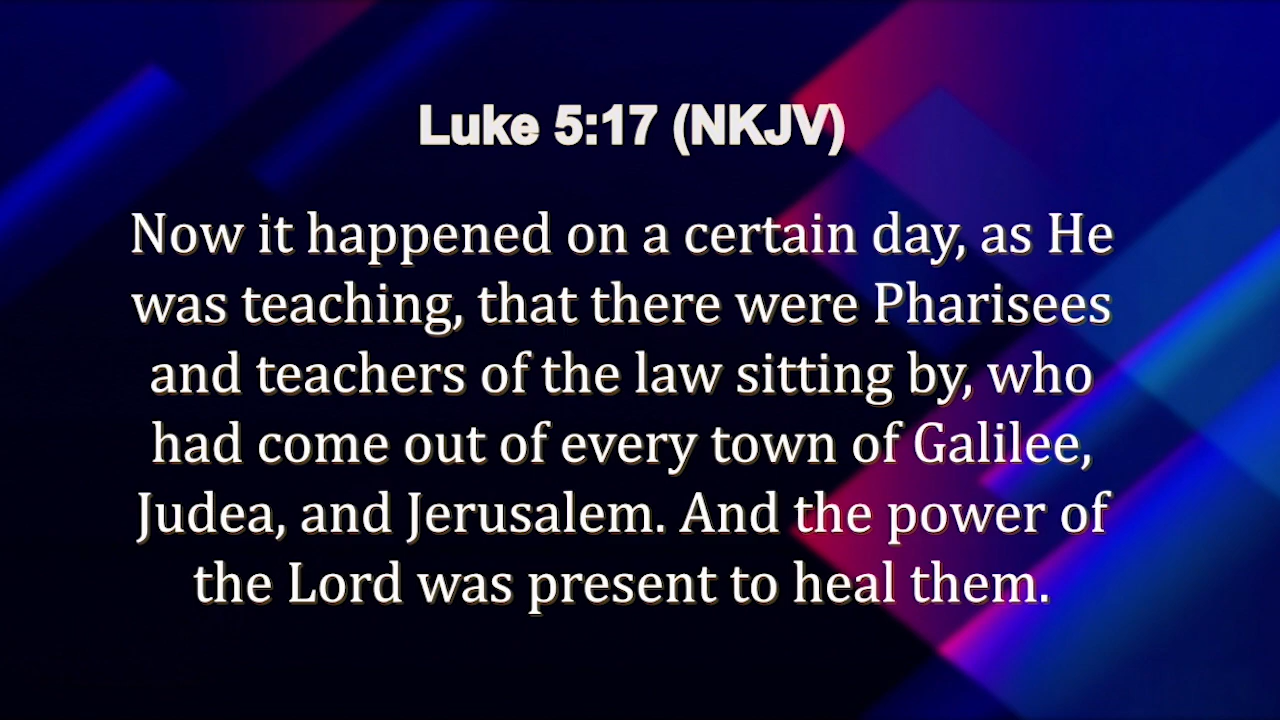 Luke 5:17 (NKJV)
Now it happened on a certain day, as He
was teaching, that there were Pharisees
and teachers of the law sitting by, who
had come out of every town of Galilee,
Judea, and Jerusalem. And the power of
the Lord was present to heal them.